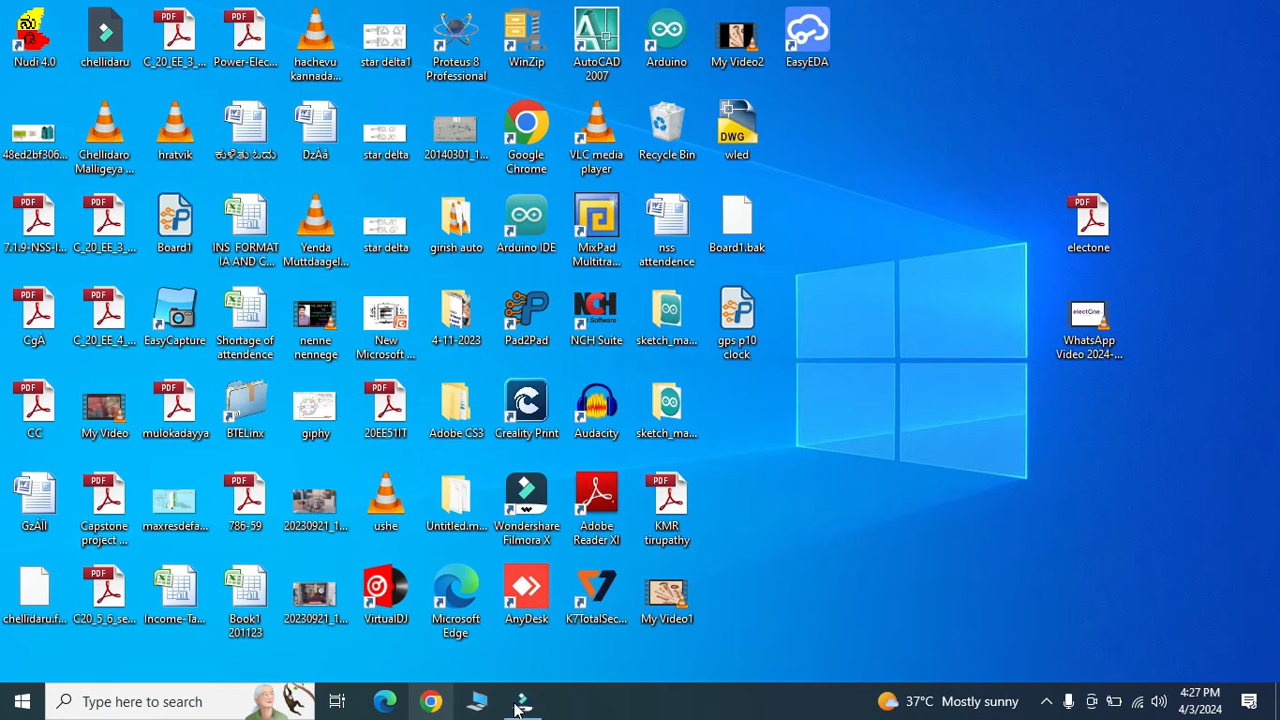 Nudi 4.0
chellidaru
C_20_EE_3_...
Power-Elec...
hachevu
kannada...
star delta1
Proteus 8
Professional
WinZip
AutoCAD
2007
Arduino
My Video2
EasyEDA
48ed2bf306...
Chellidaro
Malligeya ...
hratvik
ಕುಳಿತು ಓದು
DzÀå
star delta
20140301_1...
Google
Chrome
VLC media
player
Recycle Bin
DWG
wled
7.1.9-NSS-I...
C_20_EE_3_...
Board1
INS FORMAT
IA AND C...
Yenda
Muttdaagel...
star delta
girish auto
Arduino IDE
MixPad
Multitra...
nss
attendence
Board1.bak
electone
CgÀ
C_20_EE_4_...
EasyCapture
Shortage of
attendence
nenne
nennege
New
Microsoft ...
4-11-2023
Pad2Pad
NCH Suite
sketch_ma...
gps p10
clock
WhatsApp
Video 2024-...
CC
My Video
mulokadayya
BTELinx
giphy
20EE51IT
Adobe CS3
Creality Print
Audacity
sketch_ma...
GzÀÌl
Capstone
project ...
maxresdefa...
786-59
20230921_1...
ushe
Untitled.m...
Wondershare
Filmora X
Adobe
Reader XI
KMR
tirupathy
chellidaru.f...
C20_5_6_se...
Income-Ta...
Book1
201123
20230921_1...
VirtualDJ
Microsoft
Edge
AnyDesk
K7TotalSec...
My Video1
Type here to search
37°C Mostly sunny
4:27 PM
4/3/2024